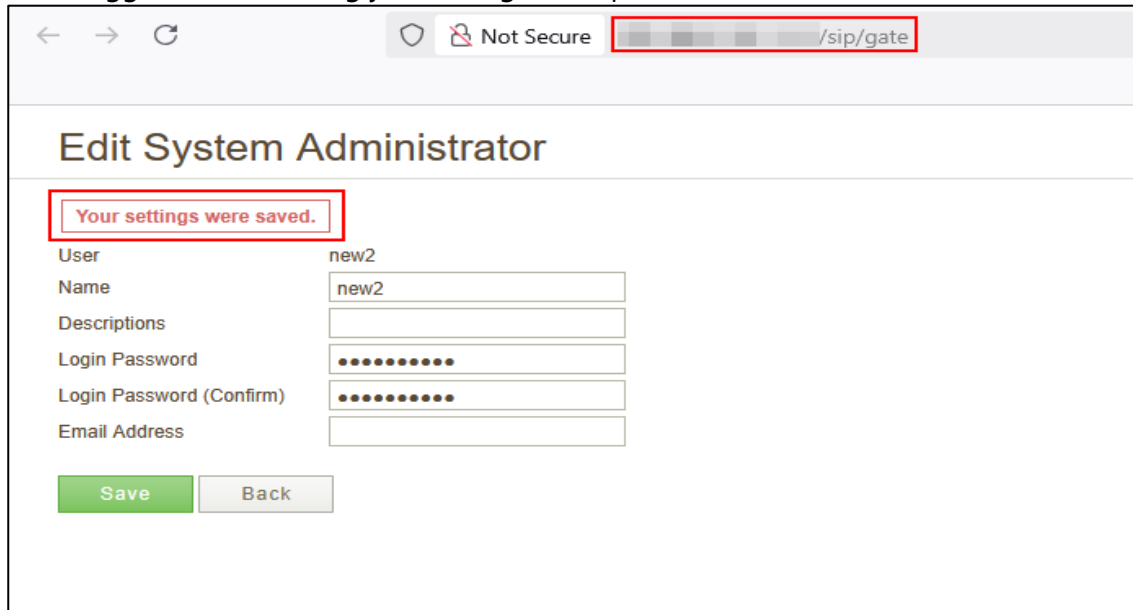 Not Secure /sip/gate
Edit System Administrator
Your settings were saved.
User new2
Name new2
Descriptions
Login Password ●●●●●●●●●●
Login Password (Confirm) ●●●●●●●●●●
Email Address
Save Back